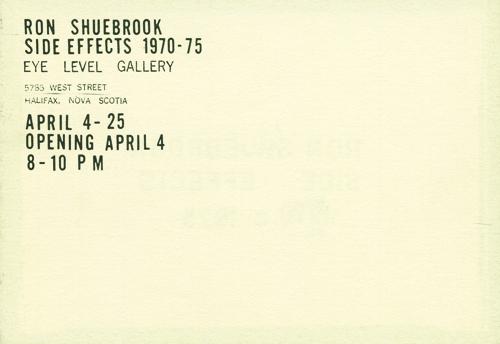 RON SHUEBROOK
SIDE EFFECTS 1970-75
EYE LEVEL GALLERY
5785 WEST STREET
HALIFAX, NOVA SCOTIA
APRIL 4-25
OPENING APRIL 4
8-10 PM